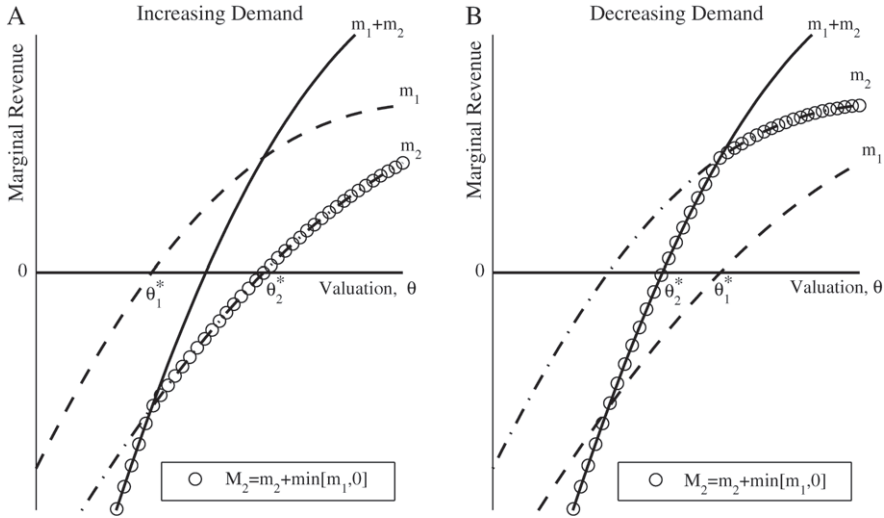 A
Increasing Demand
Marginal Revenue
m₁+m₂
m₁
m₂
0
θ₁*
θ₂*
Valuation, θ
M₂=m₂+min[m₁,0]
B
Decreasing Demand
Marginal Revenue
m₁+m₂
m₂
m₁
0
θ₂*
θ₁*
Valuation, θ
M₂=m₂+min[m₁,0]